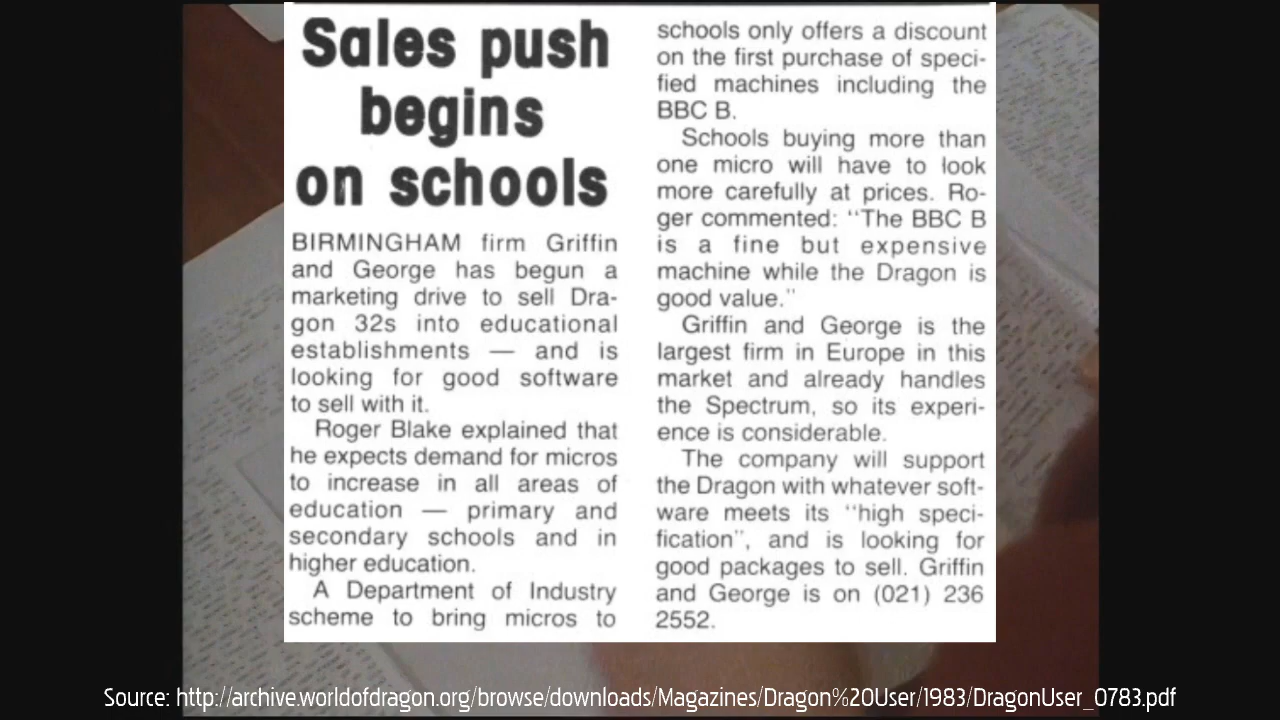 Sales push
begins
on schools
BIRMINGHAM firm Griffin
and George has begun a
marketing drive to sell Dra-
gon 32s into educational
establishments — and is
looking for good software
to sell with it.
Roger Blake explained that
he expects demand for micros
to increase in all areas of
education — primary and
secondary schools and in
higher education.
A Department of Industry
scheme to bring micros to
schools only offers a discount
on the first purchase of speci-
fied machines including the
BBC B.
Schools buying more than
one micro will have to look
more carefully at prices. Ro-
ger commented: "The BBC B
is a fine but expensive
machine while the Dragon is
good value."
Griffin and George is the
largest firm in Europe in this
market and already handles
the Spectrum, so its experi-
ence is considerable.
The company will support
the Dragon with whatever soft-
ware meets its "high speci-
fication", and is looking for
good packages to sell. Griffin
and George is on (021) 236
2552.
Source: http://archive.worldofdragon.org/browse/downloads/Magazines/Dragon%20User/1983/DragonUser_0783.pdf